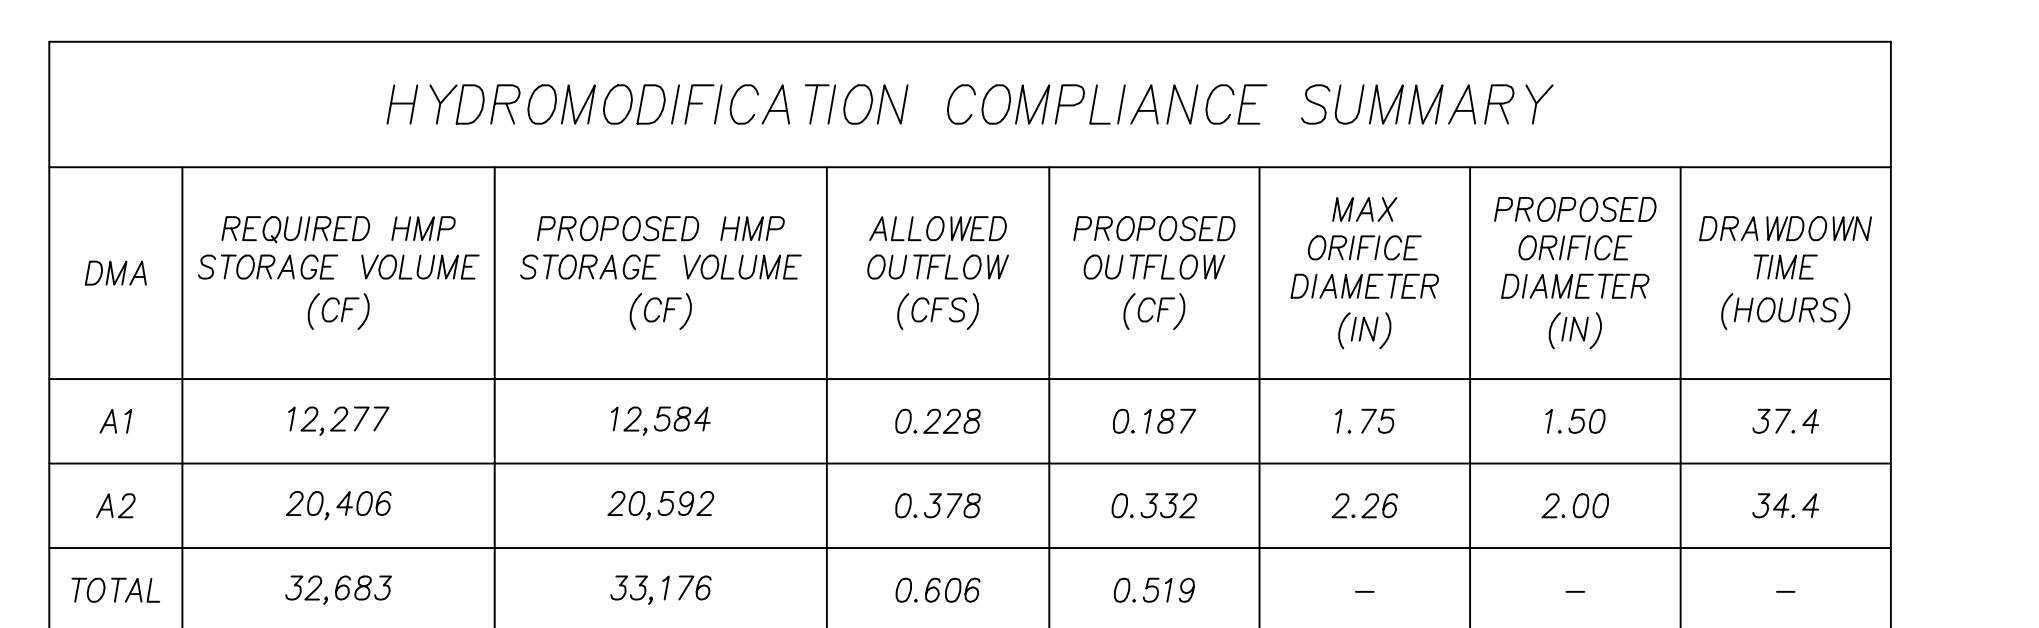 HYDROMODIFICATION COMPLIANCE SUMMARY
DMA
REQUIRED HMP
STORAGE VOLUME
(CF)
PROPOSED HMP
STORAGE VOLUME
(CF)
ALLOWED
OUTFLOW
(CFS)
PROPOSED
OUTFLOW
(CF)
MAX
ORIFICE
DIAMETER
(IN)
PROPOSED
ORIFICE
DIAMETER
(IN)
DRAWDOWN
TIME
(HOURS)
A1 12,277 12,584 0.228 0.187 1.75 1.50 37.4
A2 20,406 20,592 0.378 0.332 2.26 2.00 34.4
TOTAL 32,683 33,176 0.606 0.519 – – –